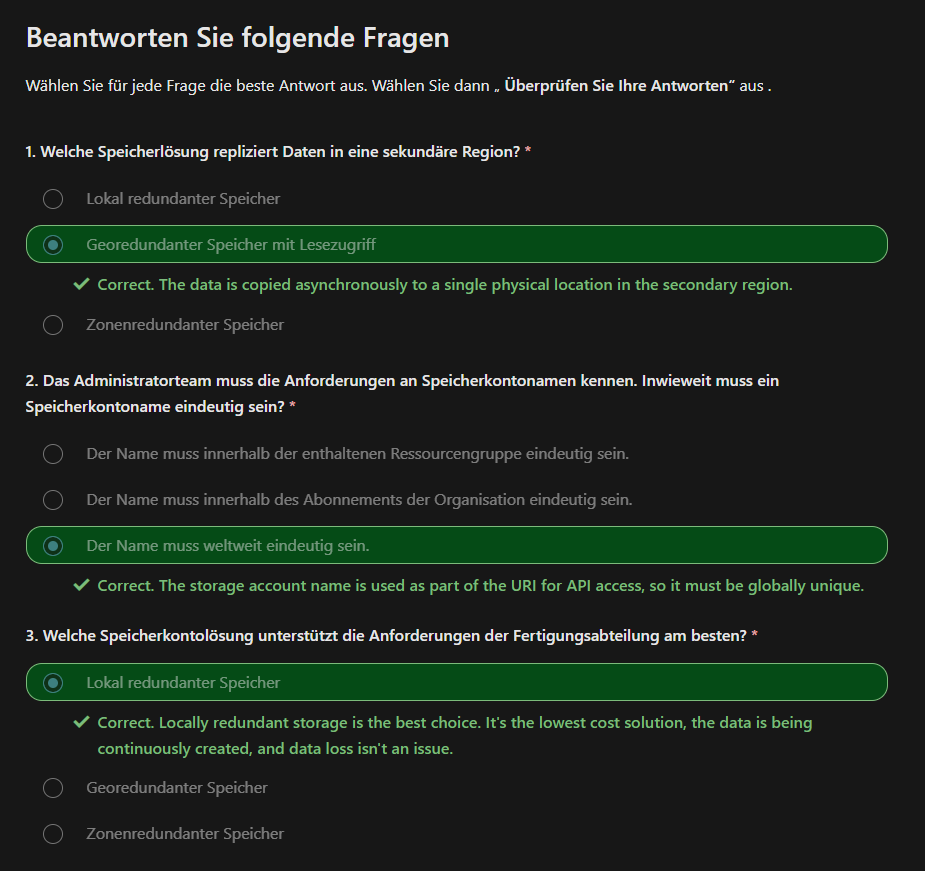 Beantworten Sie folgende Fragen
Wählen Sie für jede Frage die beste Antwort aus. Wählen Sie dann „ Überprüfen Sie Ihre Antworten“ aus .
1. Welche Speicherlösung repliziert Daten in eine sekundäre Region? *
Lokal redundanter Speicher
Georedundanter Speicher mit Lesezugriff
Correct. The data is copied asynchronously to a single physical location in the secondary region.
Zonenredundanter Speicher
2. Das Administratorteam muss die Anforderungen an Speicherkontonamen kennen. Inwieweit muss ein
Speicherkontoname eindeutig sein? *
Der Name muss innerhalb der enthaltenen Ressourcengruppe eindeutig sein.
Der Name muss innerhalb des Abonnements der Organisation eindeutig sein.
Der Name muss weltweit eindeutig sein.
Correct. The storage account name is used as part of the URI for API access, so it must be globally unique.
3. Welche Speicherkontolösung unterstützt die Anforderungen der Fertigungsabteilung am besten? *
Lokal redundanter Speicher
Correct. Locally redundant storage is the best choice. It's the lowest cost solution, the data is being
continuously created, and data loss isn't an issue.
Georedundanter Speicher
Zonenredundanter Speicher